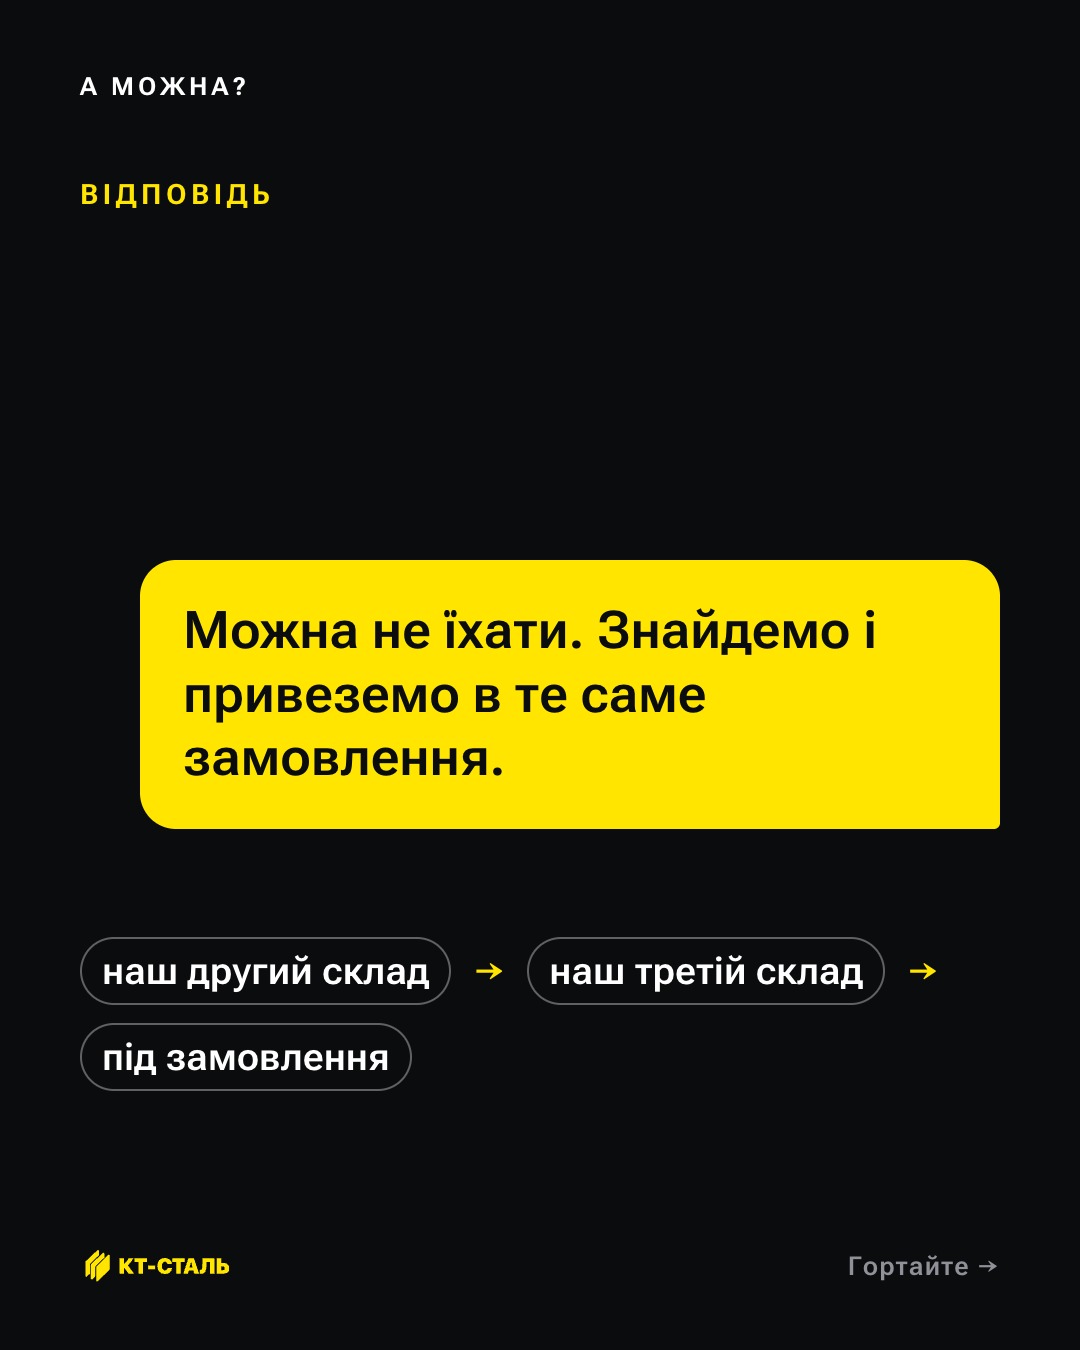 А МОЖНА?
ВІДПОВІДЬ
Можна не їхати. Знайдемо і
привеземо в те саме
замовлення.
наш другий склад → наш третій склад →
під замовлення
КТ-СТАЛЬ
Гортайте →